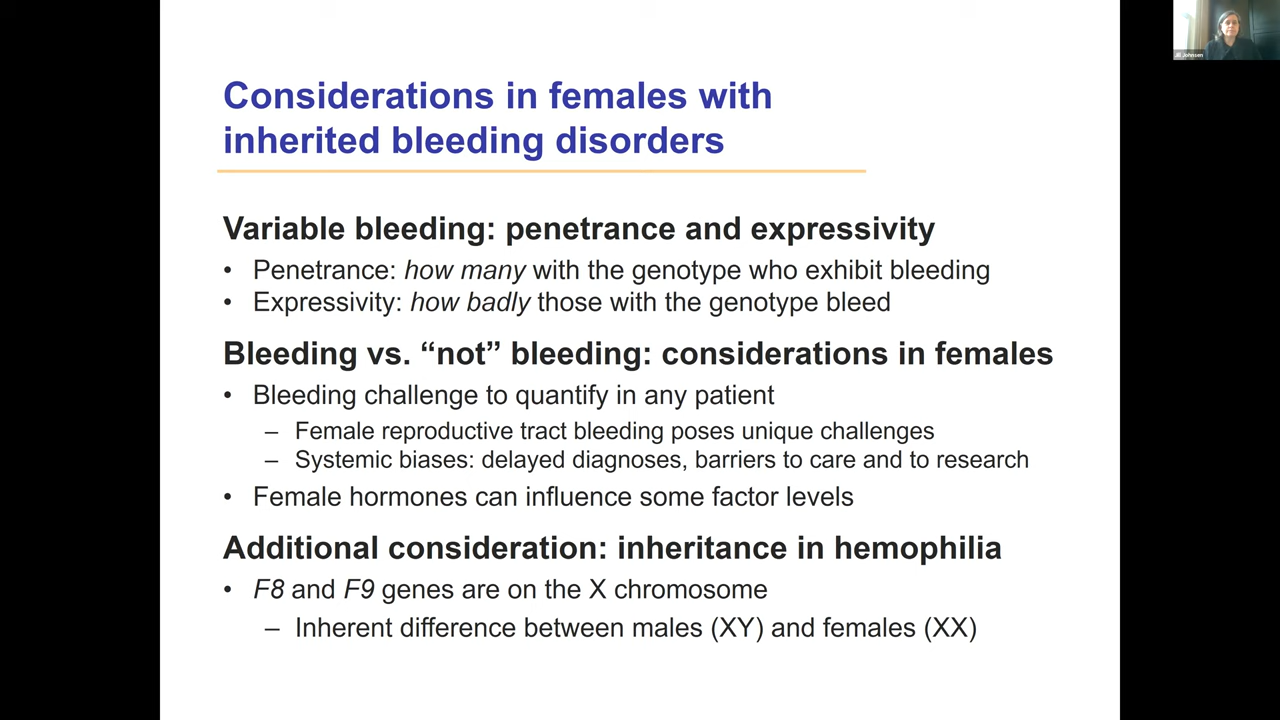 Jill Johnsen
Considerations in females with
inherited bleeding disorders
Variable bleeding: penetrance and expressivity
• Penetrance: how many with the genotype who exhibit bleeding
• Expressivity: how badly those with the genotype bleed
Bleeding vs. “not” bleeding: considerations in females
• Bleeding challenge to quantify in any patient
– Female reproductive tract bleeding poses unique challenges
– Systemic biases: delayed diagnoses, barriers to care and to research
• Female hormones can influence some factor levels
Additional consideration: inheritance in hemophilia
• F8 and F9 genes are on the X chromosome
– Inherent difference between males (XY) and females (XX)